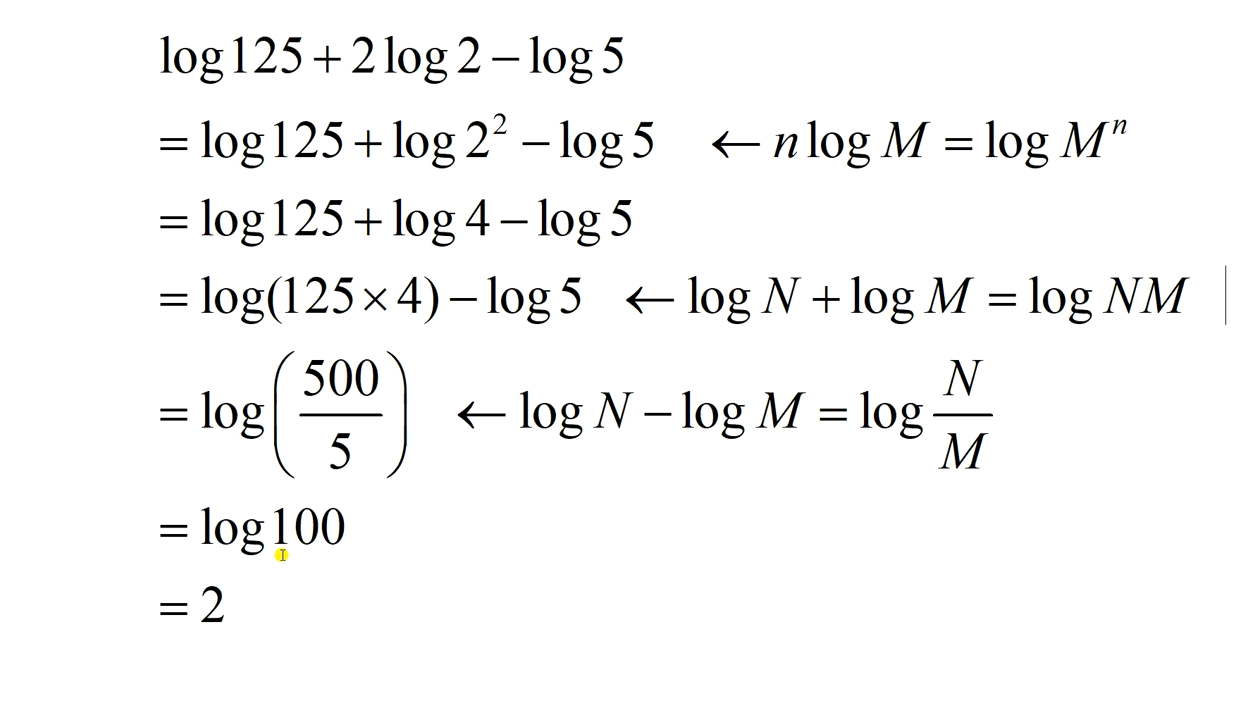 log 125 + 2 log 2 − log 5
= log 125 + log 2² − log 5 ← n log M = log Mⁿ
= log 125 + log 4 − log 5
= log(125 × 4) − log 5 ← log N + log M = log NM
= log(500/5) ← log N − log M = log N/M
= log 100
= 2